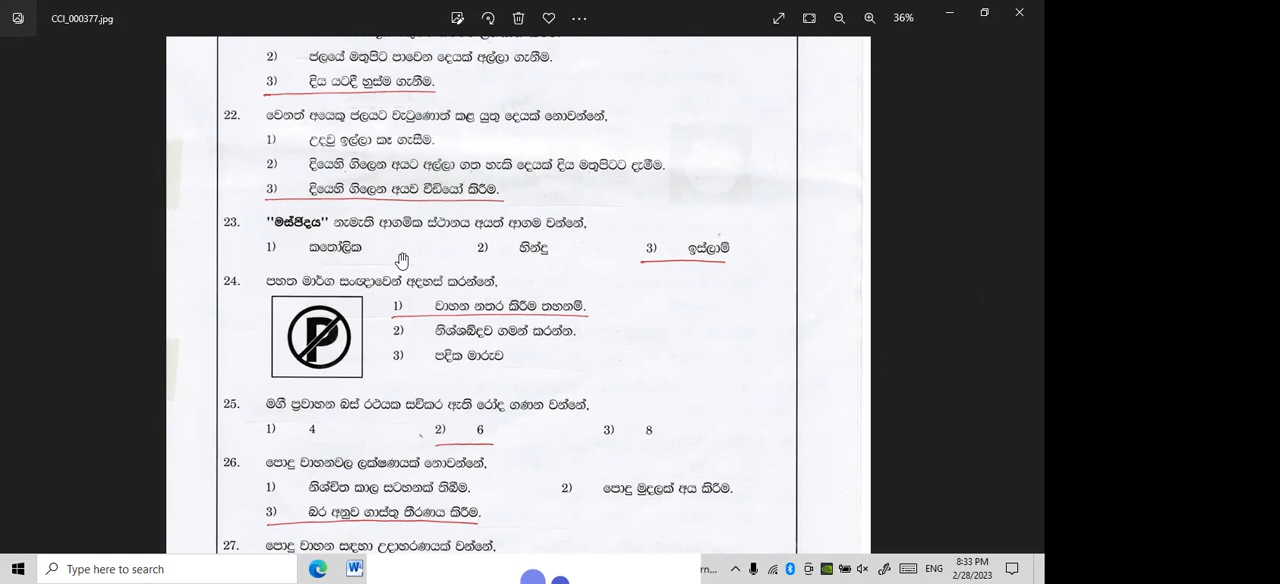 CCI_000377.jpg
36%
2) ජලයේ මතුපිට පාවෙන දෙයක් අල්ලා ගැනීම.
3) දිය යටදී හුස්ම ගැනීම.
22. වෙනත් අයෙකු ජලයට වැටුණොත් කළ යුතු දෙයක් නොවන්නේ,
1) උදවු ඉල්ලා කෑ ගැසීම.
2) දියෙහි ගිලෙන අයට අල්ලා ගත හැකි දෙයක් දිය මතුපිටට දැමීම.
3) දියෙහි ගිලෙන අයව වීඩියෝ කිරීම.
23. "මස්ජිදය" නැමැති ආගමික ස්ථානය අයත් ආගම වන්නේ,
1) කතෝලික 2) හින්දු 3) ඉස්ලාම්
24. පහත මාර්ග සංඥාවෙන් අදහස් කරන්නේ,
P
1) වාහන නතර කිරීම තහනම්.
2) නිශ්ශබ්දව ගමන් කරන්න.
3) පදික මාරුව
25. මගී ප්‍රවාහන බස් රථයක සවිකර ඇති රෝද ගණන වන්නේ,
1) 4 2) 6 3) 8
26. පොදු වාහනවල ලක්ෂණයක් නොවන්නේ,
1) නිශ්චිත කාල සටහනක් තිබීම. 2) පොදු මුදලක් අය කිරීම.
3) බර අනුව ගාස්තු තීරණය කිරීම.
27. පොදු වාහන සඳහා උදාහරණයක් වන්නේ,
Type here to search
ENG
8:33 PM
2/28/2023